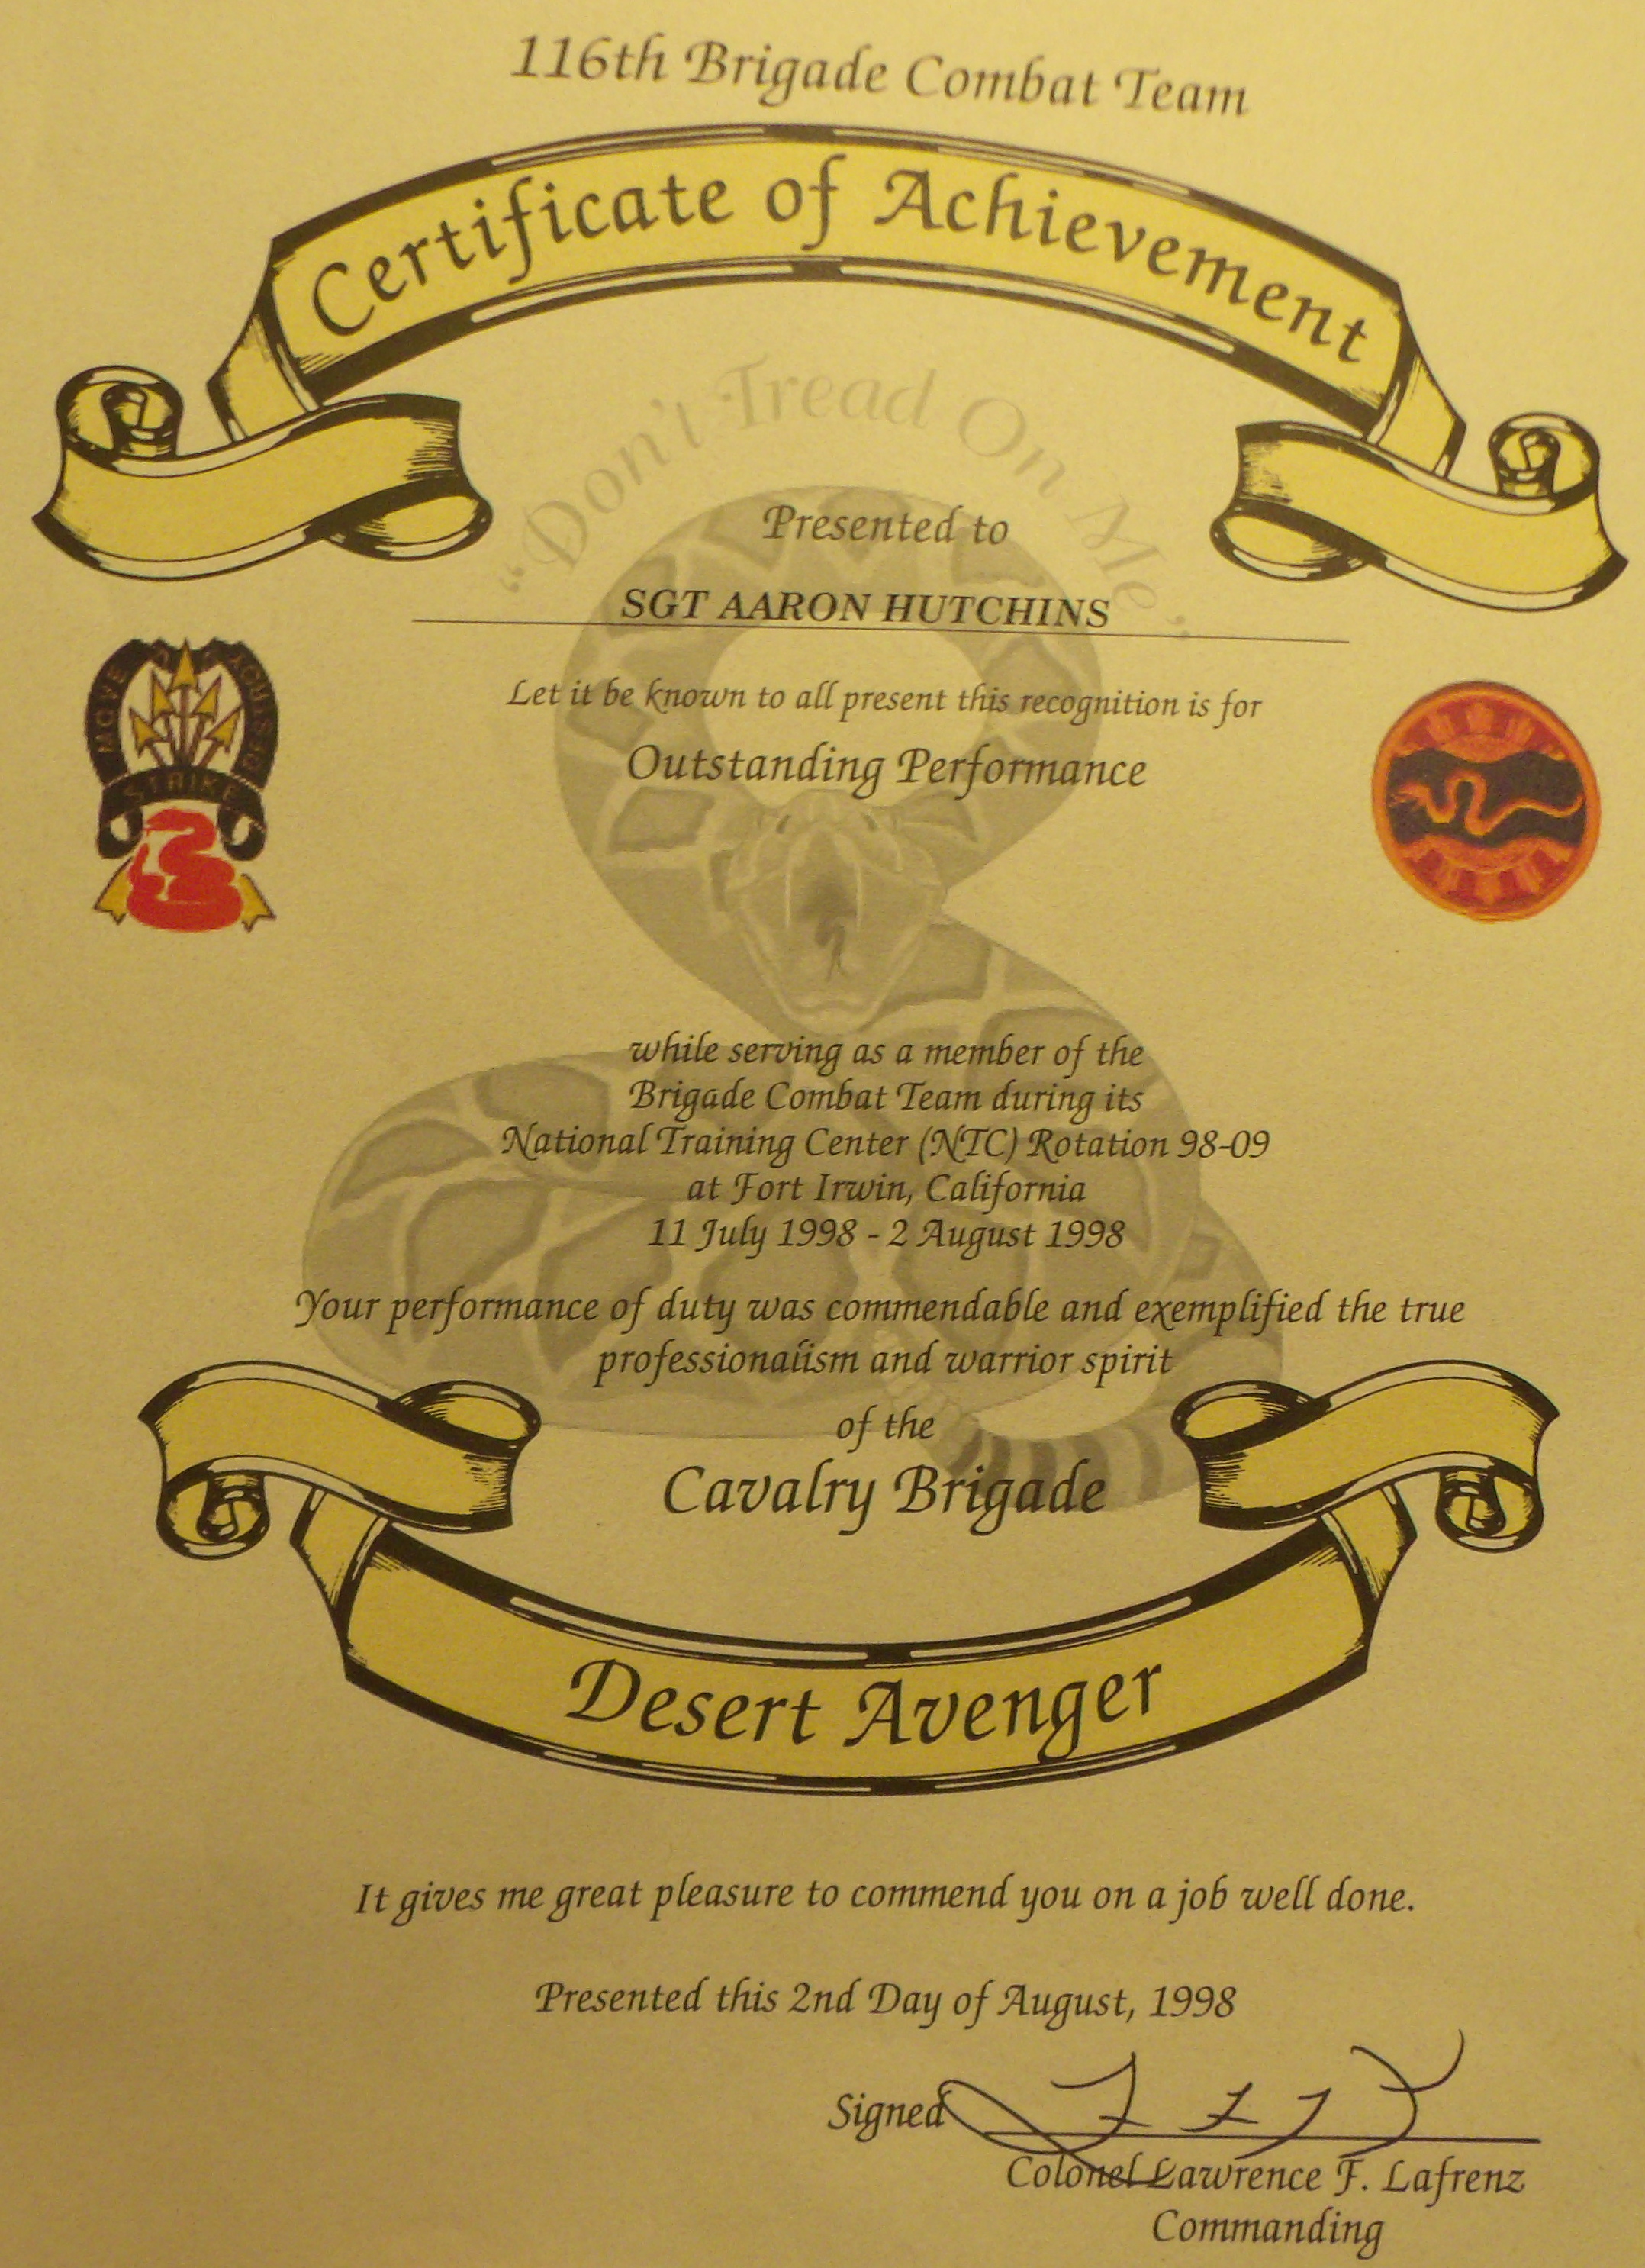 116th Brigade Combat Team
Certificate of Achievement
"Don't Tread On Me"
Presented to
SGT AARON HUTCHINS
Let it be known to all present this recognition is for
Outstanding Performance
MOVE
STRIKE
while serving as a member of the
Brigade Combat Team during its
National Training Center (NTC) Rotation 98-09
at Fort Irwin, California
11 July 1998 - 2 August 1998
Your performance of duty was commendable and exemplified the true
professionalism and warrior spirit
of the
Cavalry Brigade
Desert Avenger
It gives me great pleasure to commend you on a job well done.
Presented this 2nd Day of August, 1998
Signed
Colonel Lawrence F. Lafrenz
Commanding